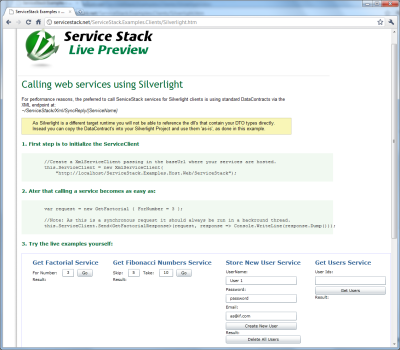 ServiceStack Examples » ...
servicestack.net/ServiceStack.Examples.Clients/Silverlight.htm
Service Stack
Live Preview
Calling web services using Silverlight
For performance reasons, the preferred to call ServiceStack services for Silverlight clients is using standard DataContracts via the
XML endpoint at:
~/ServiceStack/Xml/SyncReply/[ServiceName]
As Silverlight is a different target runtime you will not be able to reference the dll's that contain your DTO types directly.
Instead you can copy the DataContract's into your Silverlight Project and use them 'as-is', as done in this example.
1. First step is to initialize the ServiceClient
//Create a XmlServiceClient passing in the baseUrl where your services are hosted.
this.ServiceClient = new XmlServiceClient(
"http://localhost/ServiceStack.Examples.Host.Web/ServiceStack");
2. Ater that calling a service becomes as easy as:
var request = new GetFactorial { ForNumber = 3 };
//Note: As this is a synchronous request it should always be run in a backround thread.
this.ServiceClient.Send<GetFactorialResponse>(request, response => Console.WriteLine(response.Dump()));
3. Try the live examples yourself:
Get Factorial Service Get Fibonacci Numbers Service Store New User Service Get Users Service
For Number: 3 Go Skip: 5 Take: 10 Go UserName: User Ids:
Result: Result: User 1
Password: Get Users
password Result:
Email:
as@if.com
Create New User
Result:
Delete All Users